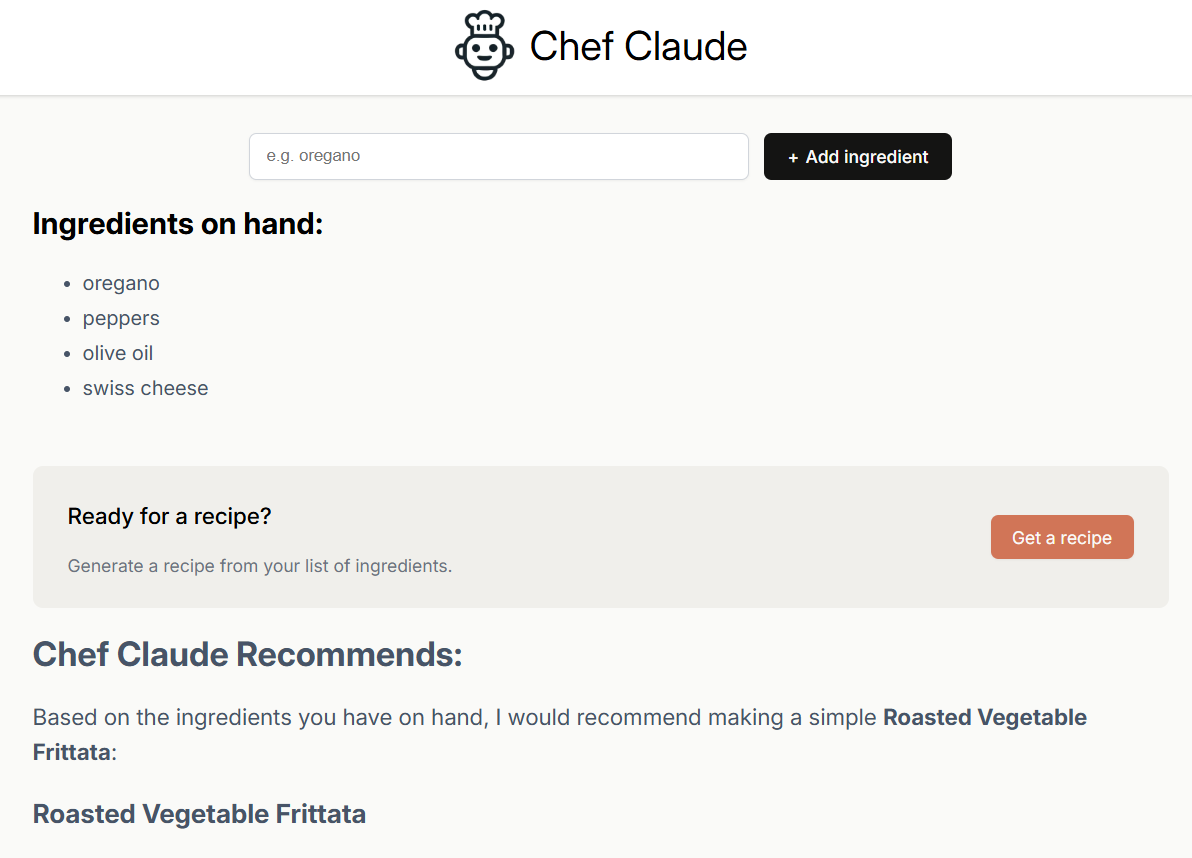 Chef Claude
e.g. oregano
+ Add ingredient
Ingredients on hand:
• oregano
• peppers
• olive oil
• swiss cheese
Ready for a recipe?
Generate a recipe from your list of ingredients.
Get a recipe
Chef Claude Recommends:
Based on the ingredients you have on hand, I would recommend making a simple Roasted Vegetable
Frittata:
Roasted Vegetable Frittata